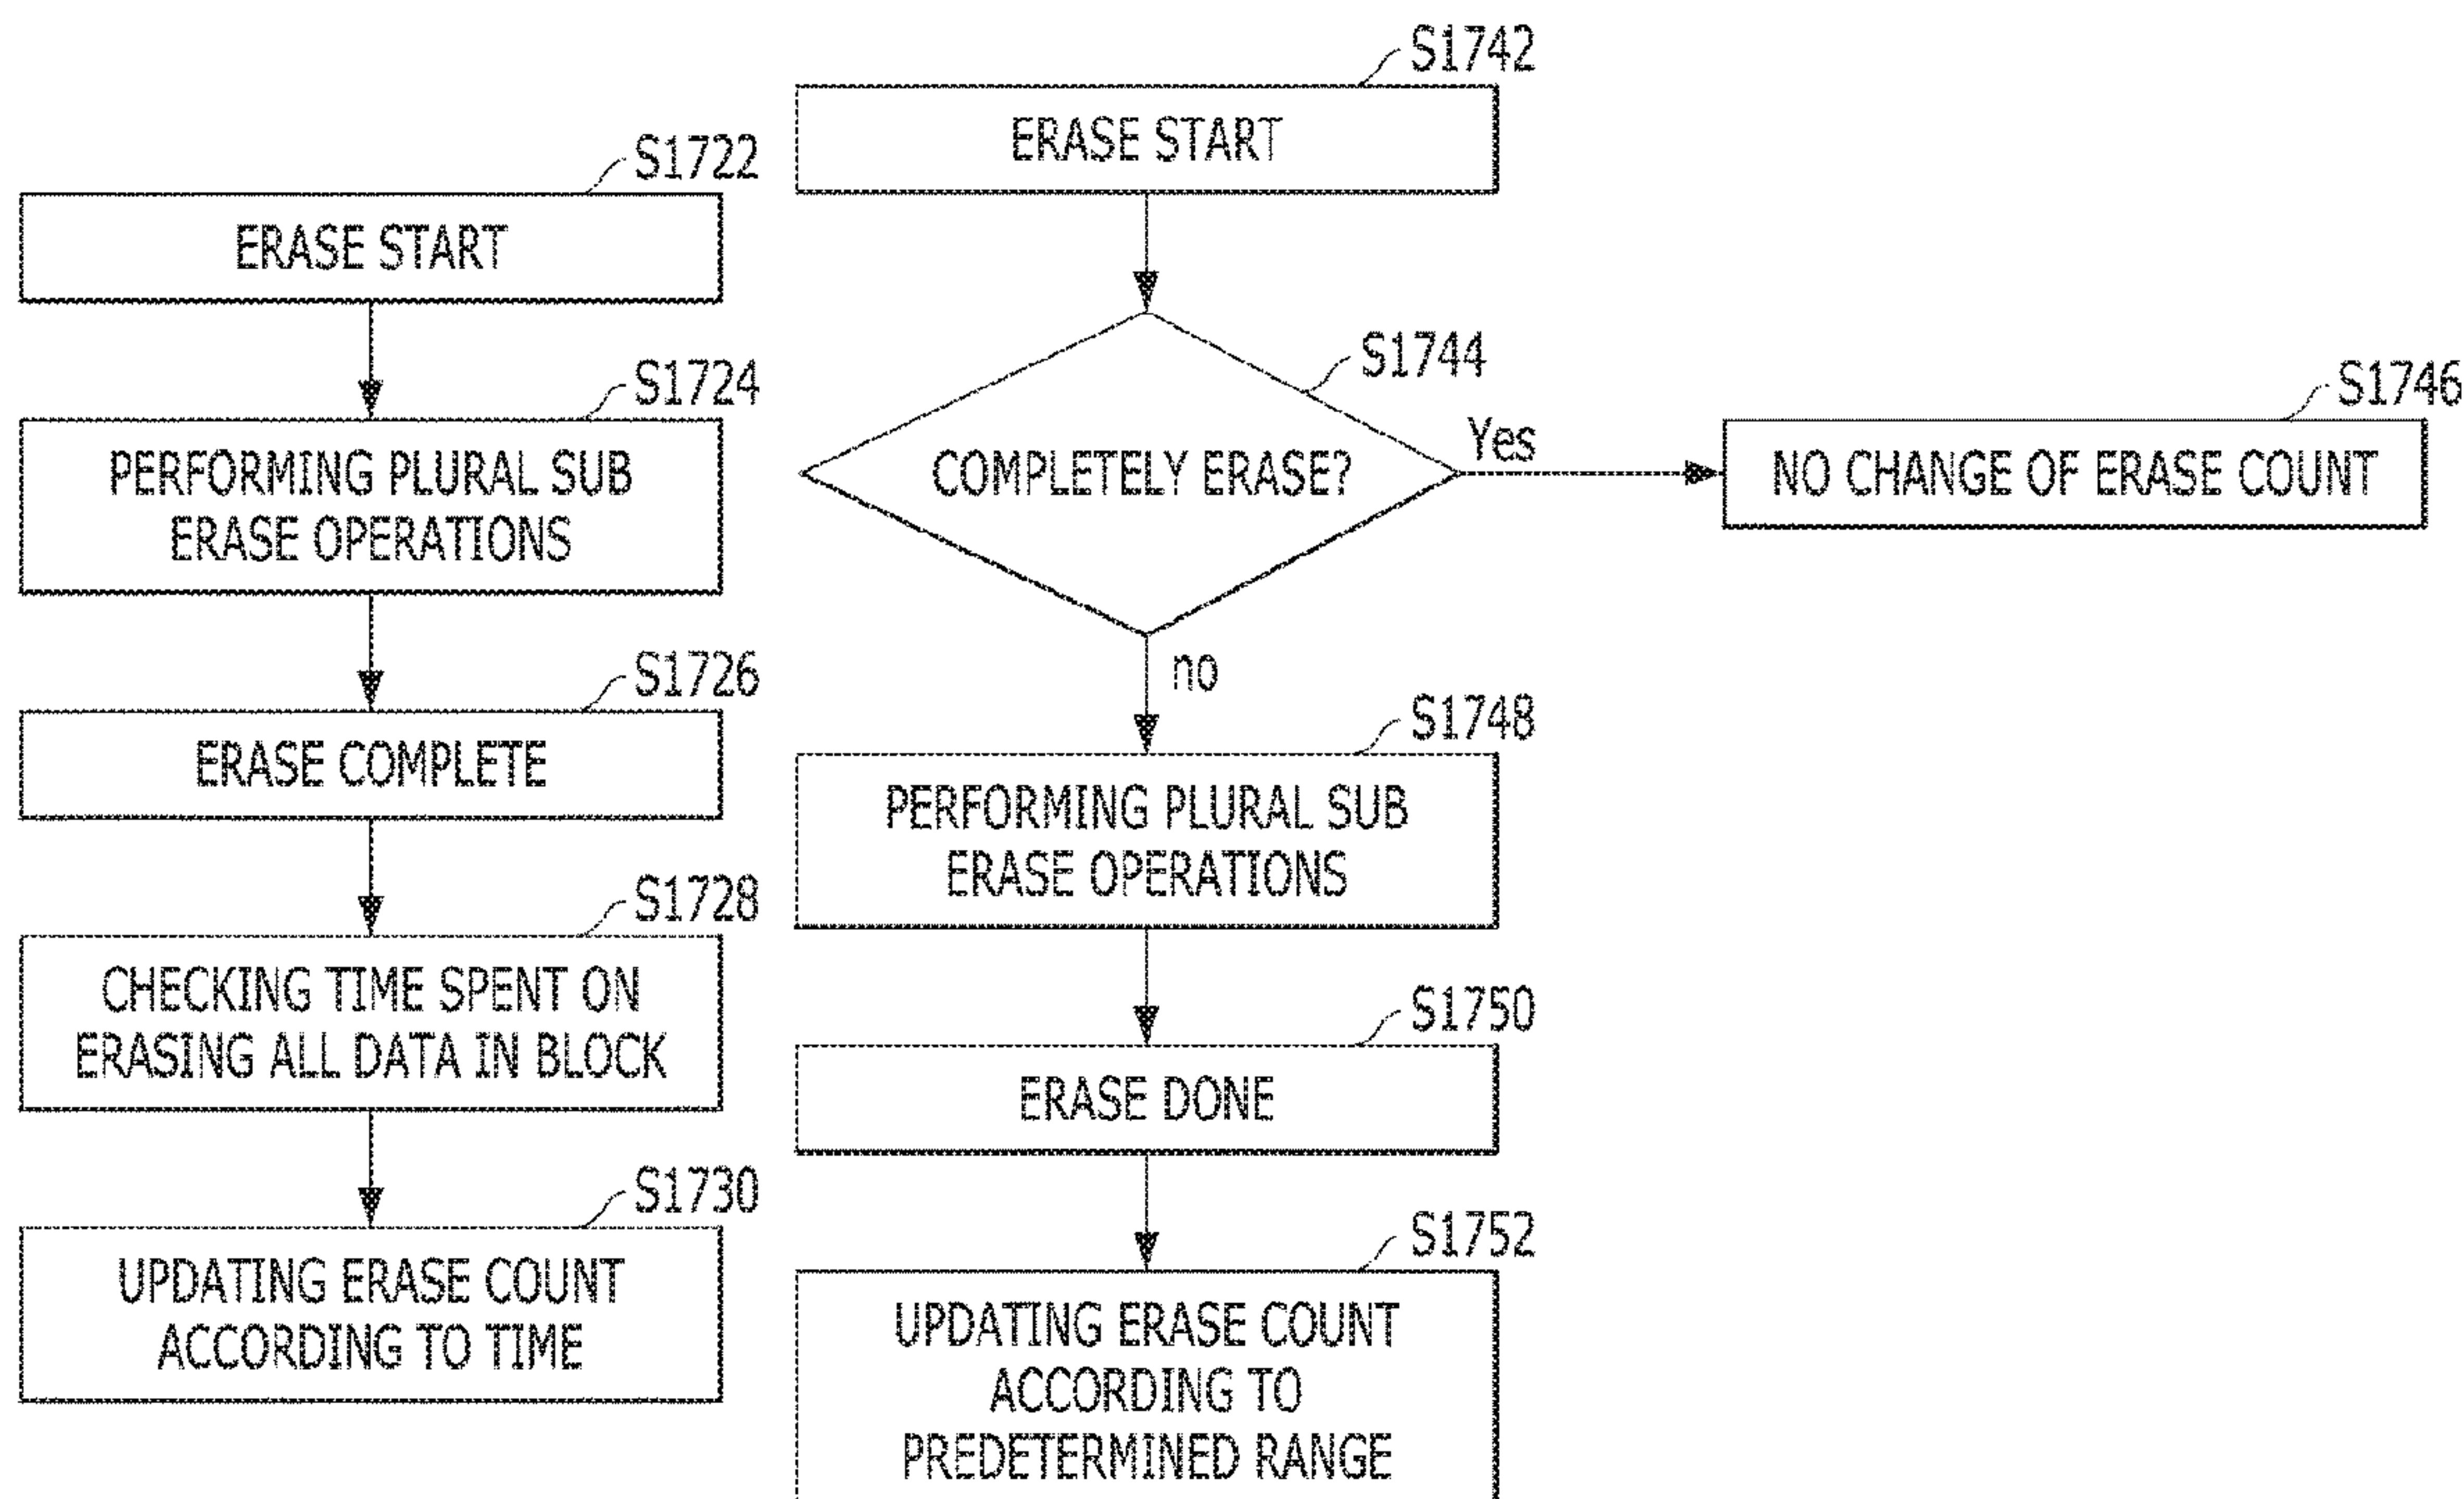 S1722
ERASE START
S1724
PERFORMING PLURAL SUB
ERASE OPERATIONS
S1726
ERASE COMPLETE
S1728
CHECKING TIME SPENT ON
ERASING ALL DATA IN BLOCK
S1730
UPDATING ERASE COUNT
ACCORDING TO TIME
S1742
ERASE START
S1744
COMPLETELY ERASE?
Yes
S1746
NO CHANGE OF ERASE COUNT
no
S1748
PERFORMING PLURAL SUB
ERASE OPERATIONS
S1750
ERASE DONE
S1752
UPDATING ERASE COUNT
ACCORDING TO
PREDETERMINED RANGE